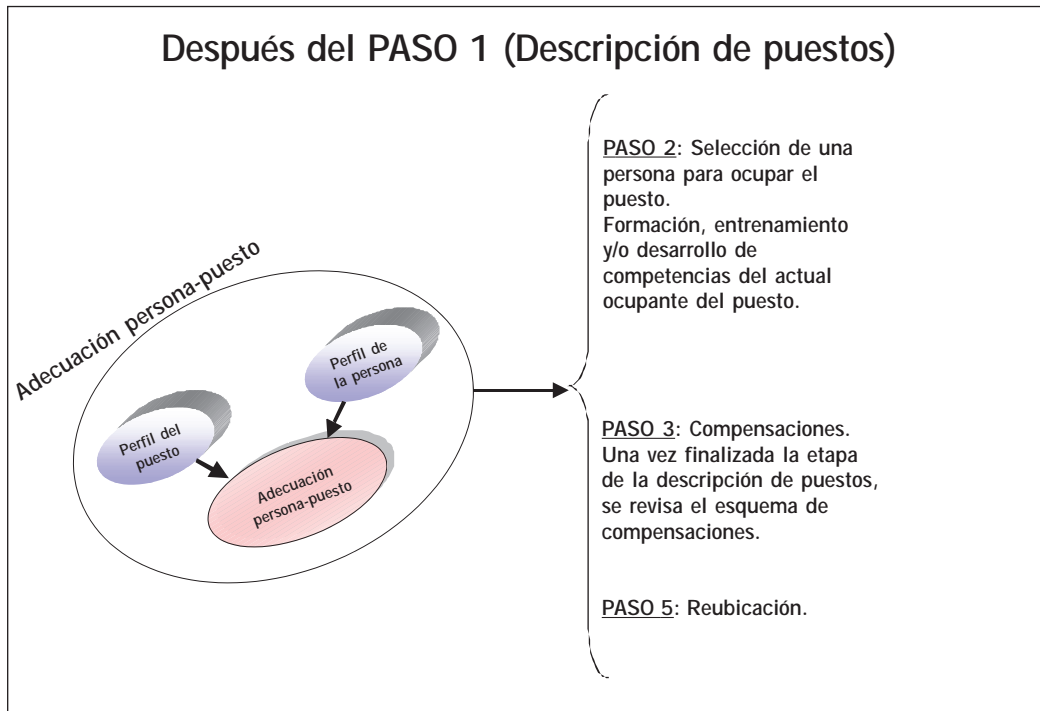 Después del PASO 1 (Descripción de puestos)
Adecuación persona-puesto
Perfil de
la persona
Perfil del
puesto
Adecuación
persona-puesto
PASO 2: Selección de una
persona para ocupar el
puesto.
Formación, entrenamiento
y/o desarrollo de
competencias del actual
ocupante del puesto.
PASO 3: Compensaciones.
Una vez finalizada la etapa
de la descripción de puestos,
se revisa el esquema de
compensaciones.
PASO 5: Reubicación.